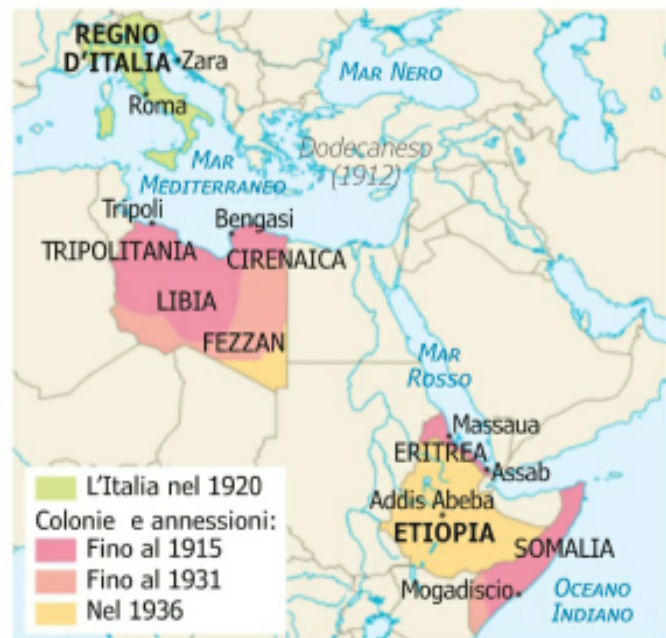 REGNO
D'ITALIA
Zara
Roma
MAR NERO
Dodecaneso
(1912)
MAR
MEDITERRANEO
Tripoli
Bengasi
TRIPOLITANIA
CIRENAICA
LIBIA
FEZZAN
MAR
ROSSO
Massaua
ERITREA
Assab
Addis Abeba
ETIOPIA
SOMALIA
Mogadiscio
OCEANO
INDIANO
L'Italia nel 1920
Colonie e annessioni:
Fino al 1915
Fino al 1931
Nel 1936